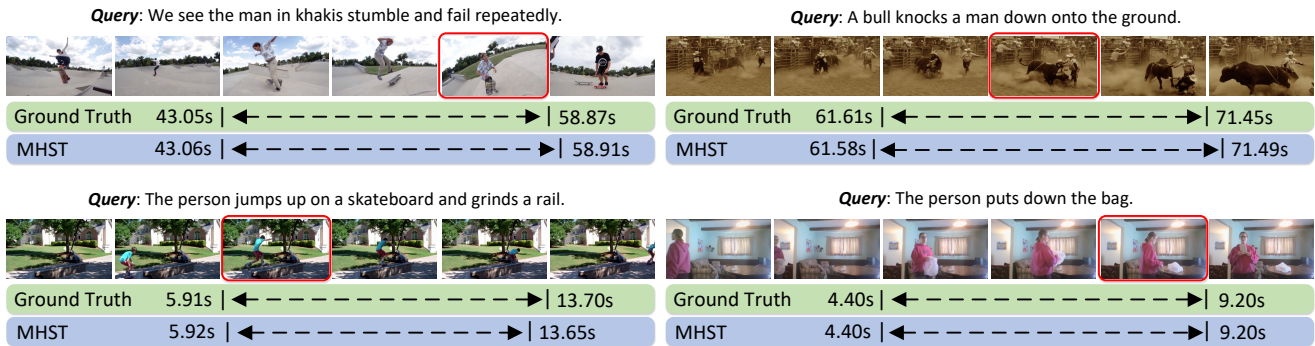 Query: We see the man in khakis stumble and fail repeatedly.
Ground Truth 43.05s 58.87s
MHST 43.06s 58.91s
Query: A bull knocks a man down onto the ground.
Ground Truth 61.61s 71.45s
MHST 61.58s 71.49s
Query: The person jumps up on a skateboard and grinds a rail.
Ground Truth 5.91s 13.70s
MHST 5.92s 13.65s
Query: The person puts down the bag.
Ground Truth 4.40s 9.20s
MHST 4.40s 9.20s